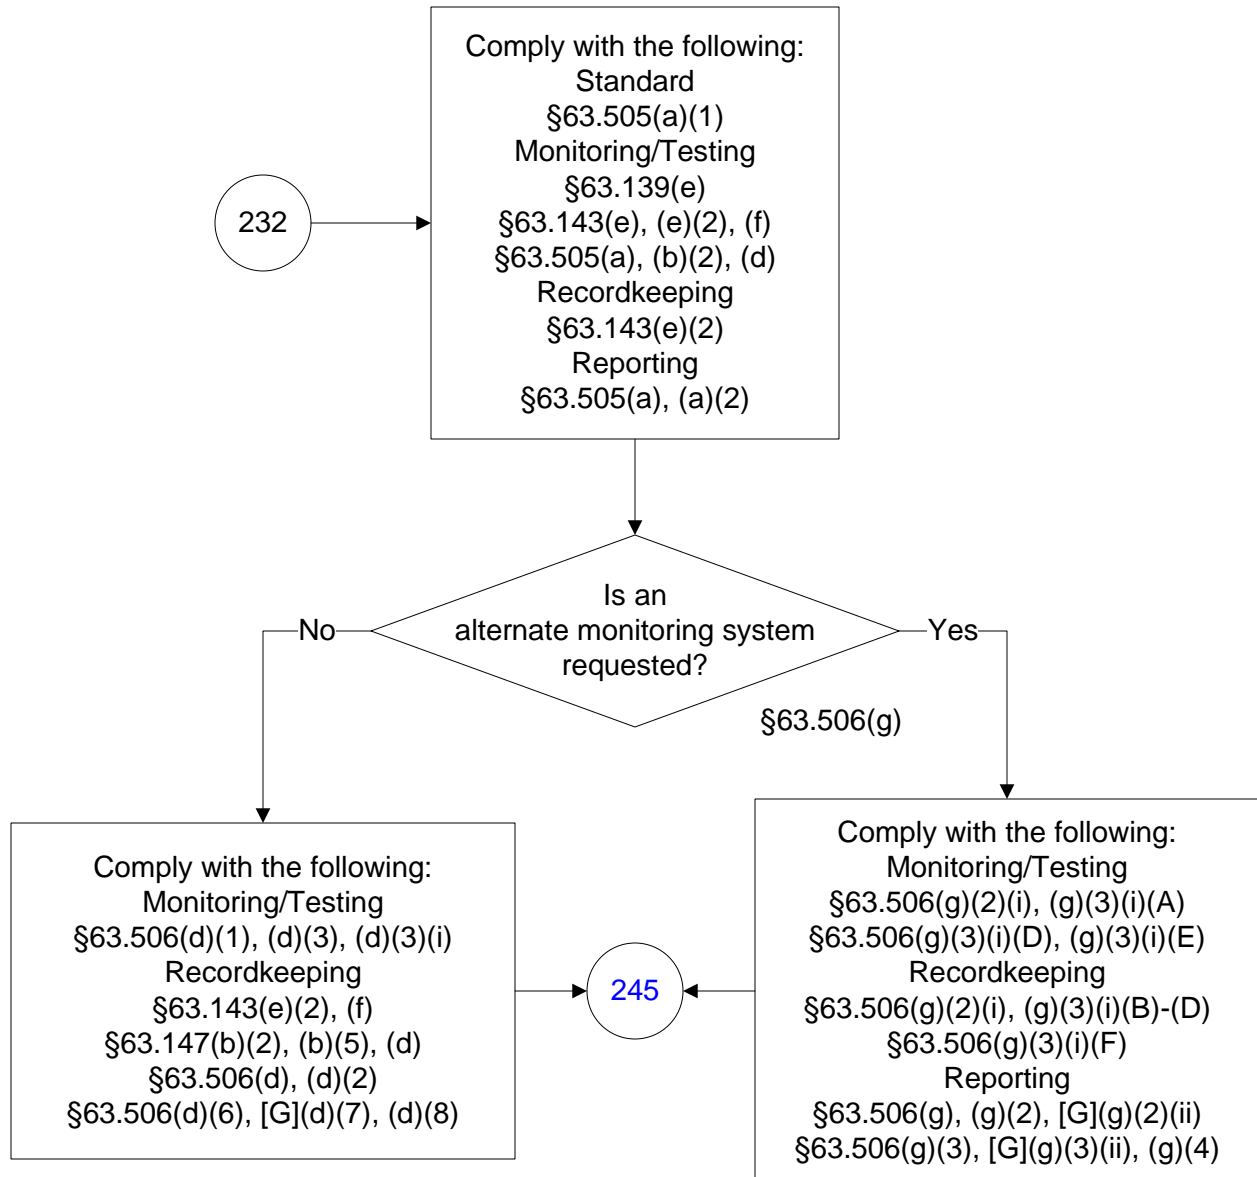 Comply with the following:
Standard
§63.505(a)(1)
Monitoring/Testing
§63.139(e)
§63.143(e), (e)(2), (f)
§63.505(a), (b)(2), (d)
Recordkeeping
§63.143(e)(2)
Reporting
§63.505(a), (a)(2)
232
Is an
alternate monitoring system
requested?
No
Yes
§63.506(g)
Comply with the following:
Monitoring/Testing
§63.506(d)(1), (d)(3), (d)(3)(i)
Recordkeeping
§63.143(e)(2), (f)
§63.147(b)(2), (b)(5), (d)
§63.506(d), (d)(2)
§63.506(d)(6), [G](d)(7), (d)(8)
245
Comply with the following:
Monitoring/Testing
§63.506(g)(2)(i), (g)(3)(i)(A)
§63.506(g)(3)(i)(D), (g)(3)(i)(E)
Recordkeeping
§63.506(g)(2)(i), (g)(3)(i)(B)-(D)
§63.506(g)(3)(i)(F)
Reporting
§63.506(g), (g)(2), [G](g)(2)(ii)
§63.506(g)(3), [G](g)(3)(ii), (g)(4)